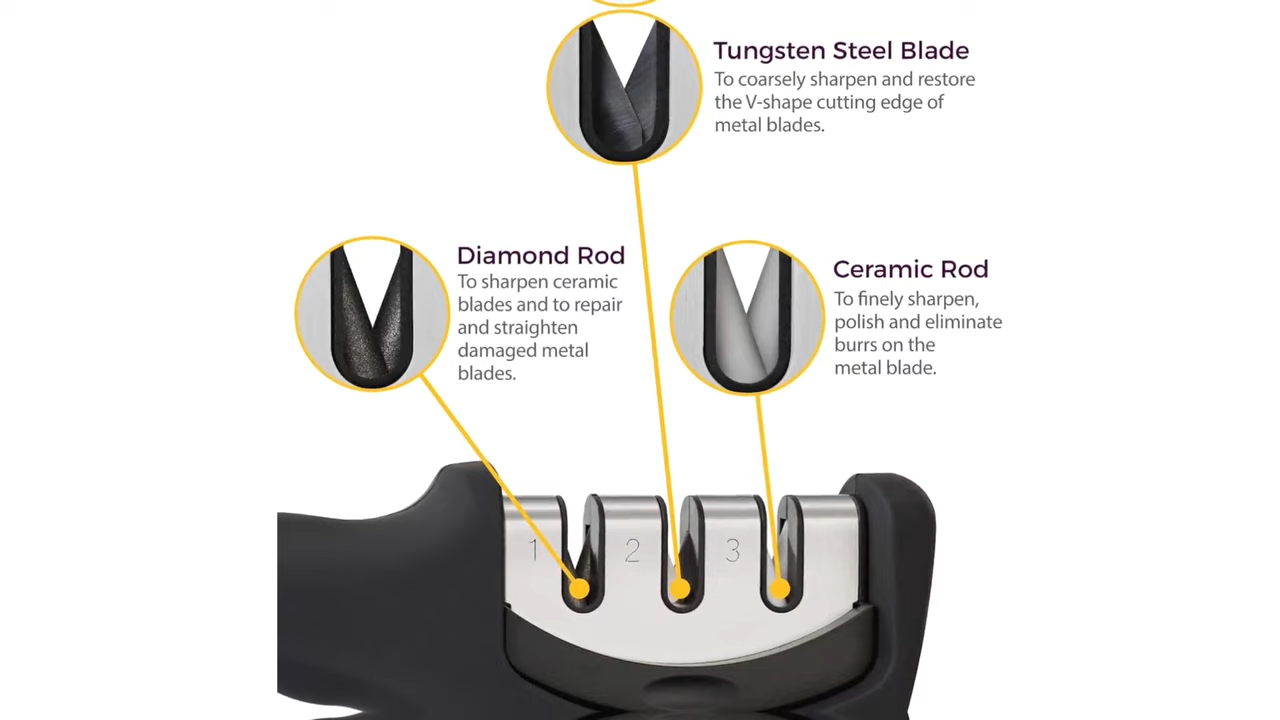 Tungsten Steel Blade
To coarsely sharpen and restore
the V-shape cutting edge of
metal blades.
Diamond Rod
To sharpen ceramic
blades and to repair
and straighten
damaged metal
blades.
Ceramic Rod
To finely sharpen,
polish and eliminate
burrs on the
metal blade.
1 2 3